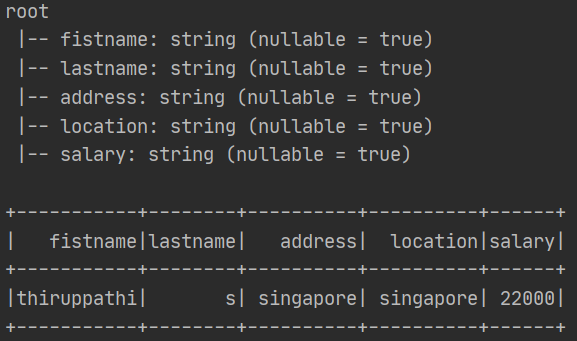 root
 |-- fistname: string (nullable = true)
 |-- lastname: string (nullable = true)
 |-- address: string (nullable = true)
 |-- location: string (nullable = true)
 |-- salary: string (nullable = true)

+-----------+--------+----------+----------+------+
|   fistname|lastname|   address|  location|salary|
+-----------+--------+----------+----------+------+
|thiruppathi|       s| singapore| singapore| 22000|
+-----------+--------+----------+----------+------+